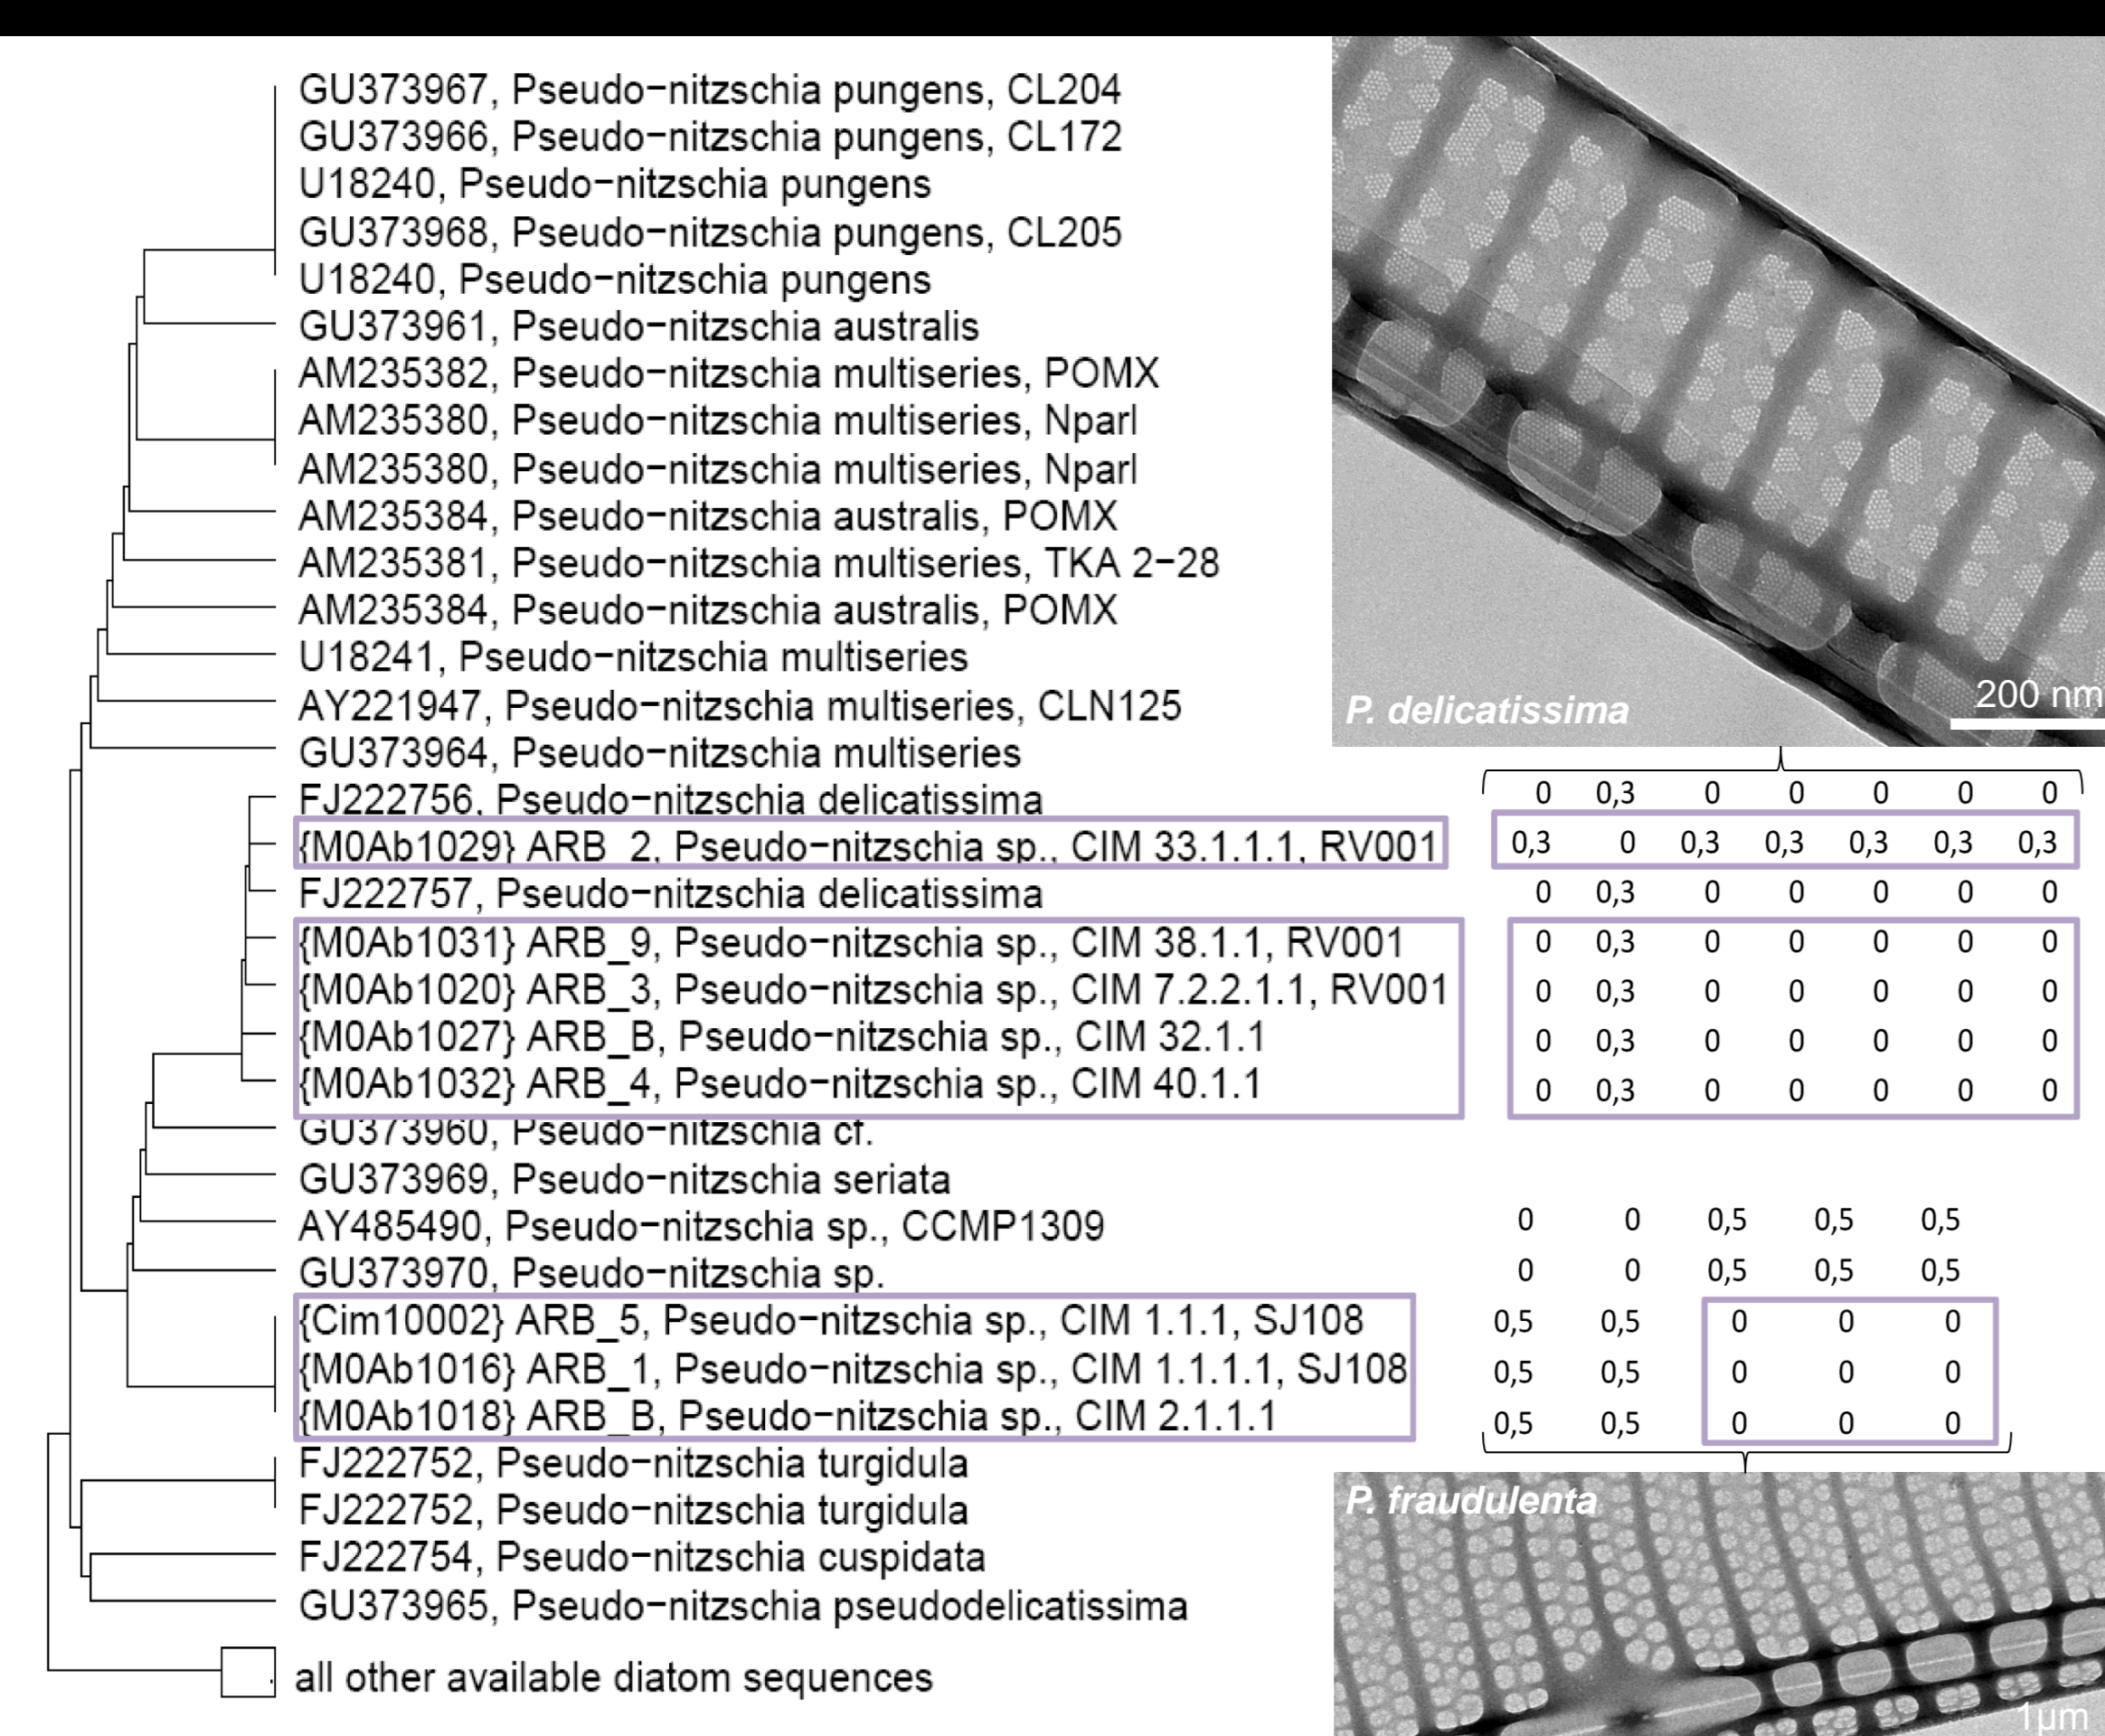 GU373967, Pseudo−nitzschia pungens, CL204
GU373966, Pseudo−nitzschia pungens, CL172
U18240, Pseudo−nitzschia pungens
GU373968, Pseudo−nitzschia pungens, CL205
U18240, Pseudo−nitzschia pungens
GU373961, Pseudo−nitzschia australis
AM235382, Pseudo−nitzschia multiseries, POMX
AM235380, Pseudo−nitzschia multiseries, Nparl
AM235380, Pseudo−nitzschia multiseries, Nparl
AM235384, Pseudo−nitzschia australis, POMX
AM235381, Pseudo−nitzschia multiseries, TKA 2−28
AM235384, Pseudo−nitzschia australis, POMX
U18241, Pseudo−nitzschia multiseries
AY221947, Pseudo−nitzschia multiseries, CLN125
P. delicatissima 200 nm
GU373964, Pseudo−nitzschia multiseries
FJ222756, Pseudo−nitzschia delicatissima 0 0,3 0 0 0 0 0
{M0Ab1029} ARB_2, Pseudo−nitzschia sp., CIM 33.1.1.1, RV001 0,3 0 0,3 0,3 0,3 0,3 0,3
FJ222757, Pseudo−nitzschia delicatissima 0 0,3 0 0 0 0 0
{M0Ab1031} ARB_9, Pseudo−nitzschia sp., CIM 38.1.1, RV001 0 0,3 0 0 0 0 0
{M0Ab1020} ARB_3, Pseudo−nitzschia sp., CIM 7.2.2.1.1, RV001 0 0,3 0 0 0 0 0
{M0Ab1027} ARB_B, Pseudo−nitzschia sp., CIM 32.1.1 0 0,3 0 0 0 0 0
{M0Ab1032} ARB_4, Pseudo−nitzschia sp., CIM 40.1.1 0 0,3 0 0 0 0 0
GU373960, Pseudo−nitzschia cf.
GU373969, Pseudo−nitzschia seriata
AY485490, Pseudo−nitzschia sp., CCMP1309 0 0 0,5 0,5 0,5
GU373970, Pseudo−nitzschia sp. 0 0 0,5 0,5 0,5
{Cim10002} ARB_5, Pseudo−nitzschia sp., CIM 1.1.1, SJ108 0,5 0,5 0 0 0
{M0Ab1016} ARB_1, Pseudo−nitzschia sp., CIM 1.1.1.1, SJ108 0,5 0,5 0 0 0
{M0Ab1018} ARB_B, Pseudo−nitzschia sp., CIM 2.1.1.1 0,5 0,5 0 0 0
FJ222752, Pseudo−nitzschia turgidula
P. fraudulenta
FJ222752, Pseudo−nitzschia turgidula
FJ222754, Pseudo−nitzschia cuspidata
GU373965, Pseudo−nitzschia pseudodelicatissima
all other available diatom sequences
1µm